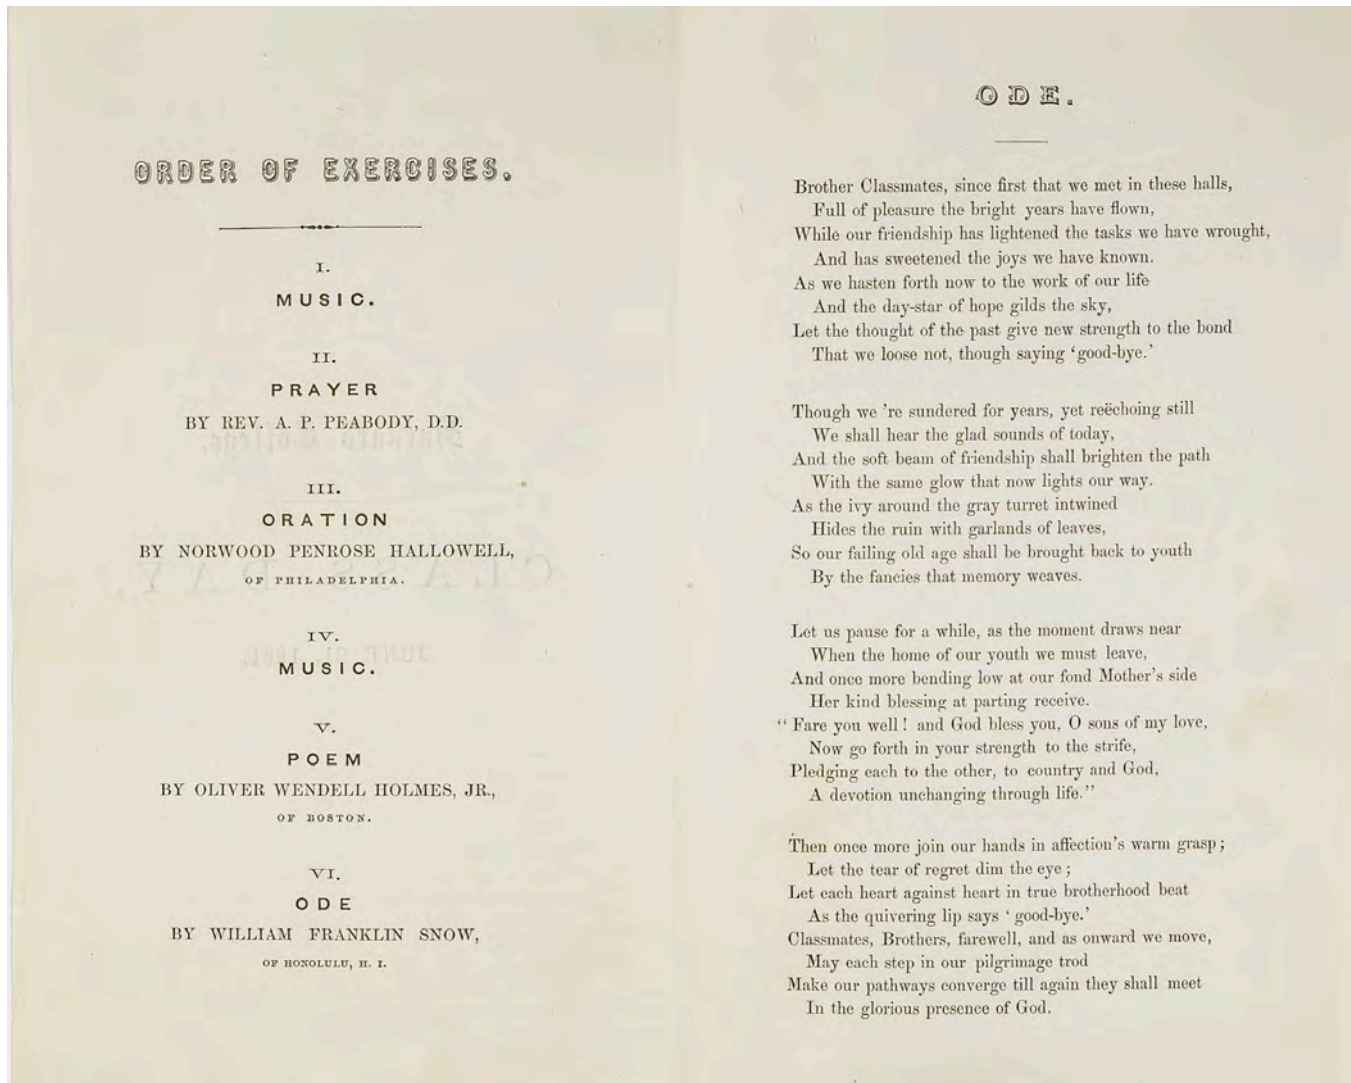 ORDER OF EXERCISES.
I.
MUSIC.
II.
PRAYER
BY REV. A. P. PEABODY, D.D.
III.
ORATION
BY NORWOOD PENROSE HALLOWELL,
OF PHILADELPHIA.
IV.
MUSIC.
V.
POEM
BY OLIVER WENDELL HOLMES, JR.,
OF BOSTON.
VI.
ODE
BY WILLIAM FRANKLIN SNOW,
OF HONOLULU, H. I.
ODE.
Brother Classmates, since first that we met in these halls,
Full of pleasure the bright years have flown,
While our friendship has lightened the tasks we have wrought,
And has sweetened the joys we have known.
As we hasten forth now to the work of our life
And the day-star of hope gilds the sky,
Let the thought of the past give new strength to the bond
That we loose not, though saying ‘good-bye.’
Though we ’re sundered for years, yet reëchoing still
We shall hear the glad sounds of today,
And the soft beam of friendship shall brighten the path
With the same glow that now lights our way.
As the ivy around the gray turret intwined
Hides the ruin with garlands of leaves,
So our failing old age shall be brought back to youth
By the fancies that memory weaves.
Let us pause for a while, as the moment draws near
When the home of our youth we must leave,
And once more bending low at our fond Mother’s side
Her kind blessing at parting receive.
“ Fare you well ! and God bless you, O sons of my love,
Now go forth in your strength to the strife,
Pledging each to the other, to country and God,
A devotion unchanging through life.”
Then once more join our hands in affection’s warm grasp ;
Let the tear of regret dim the eye ;
Let each heart against heart in true brotherhood beat
As the quivering lip says ‘ good-bye.’
Classmates, Brothers, farewell, and as onward we move,
May each step in our pilgrimage trod
Make our pathways converge till again they shall meet
In the glorious presence of God.